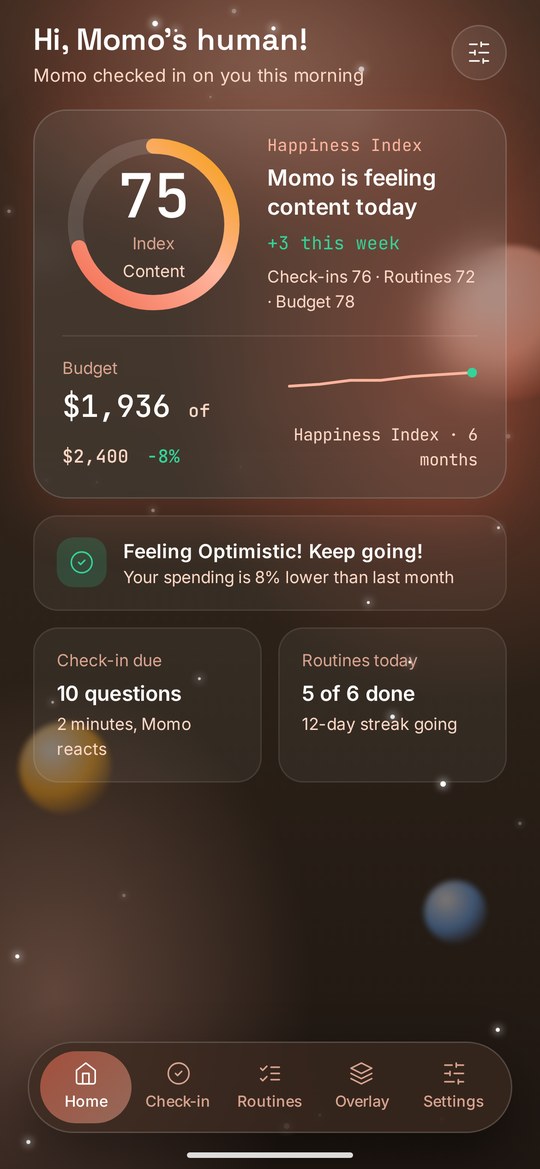 Hi, Momo's human!
Momo checked in on you this morning
75
Index
Content
Happiness Index
Momo is feeling
content today
+3 this week
Check-ins 76 · Routines 72
· Budget 78
Budget
$1,936 of
$2,400 -8%
Happiness Index · 6
months
Feeling Optimistic! Keep going!
Your spending is 8% lower than last month
Check-in due
10 questions
2 minutes, Momo
reacts
Routines today
5 of 6 done
12-day streak going
Home
Check-in
Routines
Overlay
Settings